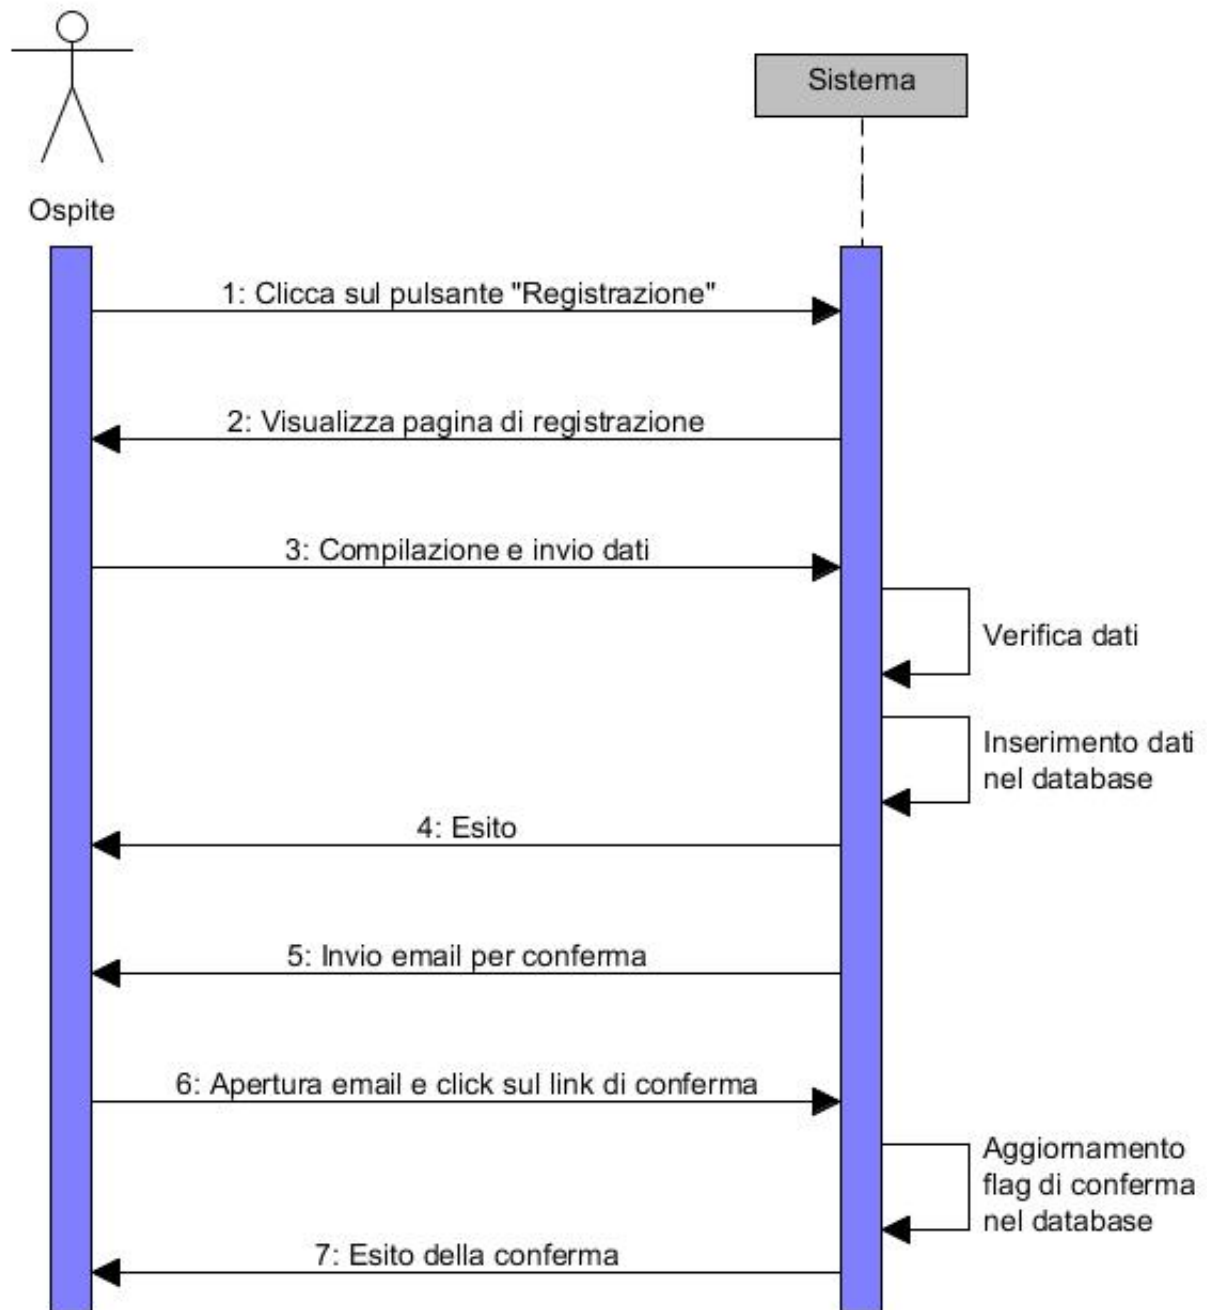 Sistema
Ospite
1: Clicca sul pulsante "Registrazione"
2: Visualizza pagina di registrazione
3: Compilazione e invio dati
Verifica dati
Inserimento dati
nel database
4: Esito
5: Invio email per conferma
6: Apertura email e click sul link di conferma
Aggiornamento
flag di conferma
nel database
7: Esito della conferma